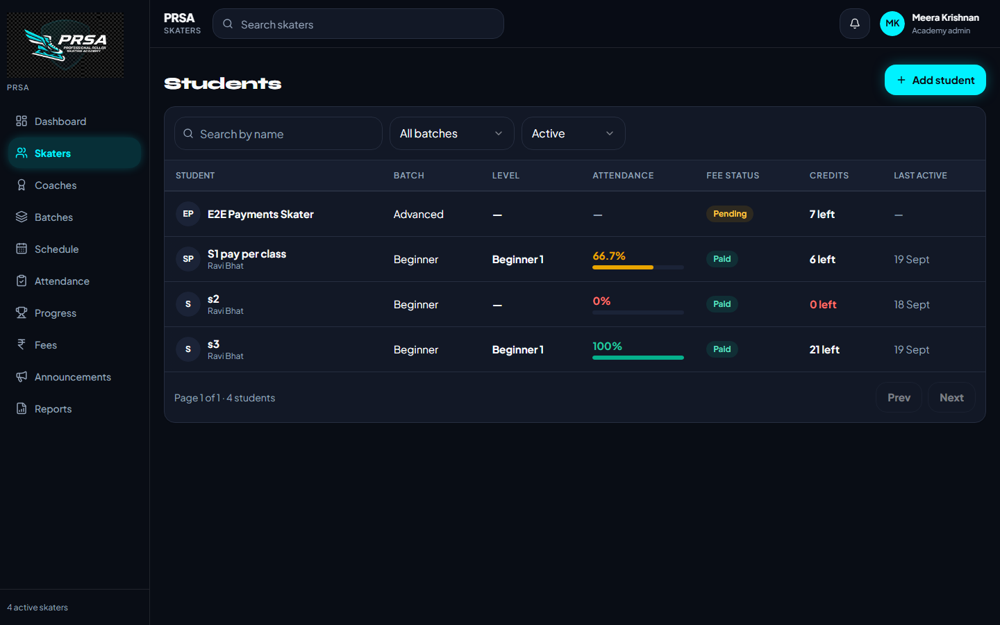 PRSA
PROFESSIONAL ROLLER
SKATING ACADEMY
PRSA
Dashboard
Skaters
Coaches
Batches
Schedule
Attendance
Progress
Fees
Announcements
Reports
4 active skaters
PRSA
SKATERS
Search skaters
MK
Meera Krishnan
Academy admin
Students
Add student
Search by name
All batches
Active
STUDENT BATCH LEVEL ATTENDANCE FEE STATUS CREDITS LAST ACTIVE
EP E2E Payments Skater Advanced — — Pending 7 left —
SP S1 pay per class Beginner Beginner 1 66.7% Paid 6 left 19 Sept
Ravi Bhat
S s2 Beginner — 0% Paid 0 left 18 Sept
Ravi Bhat
S s3 Beginner Beginner 1 100% Paid 21 left 19 Sept
Ravi Bhat
Page 1 of 1 · 4 students
Prev
Next